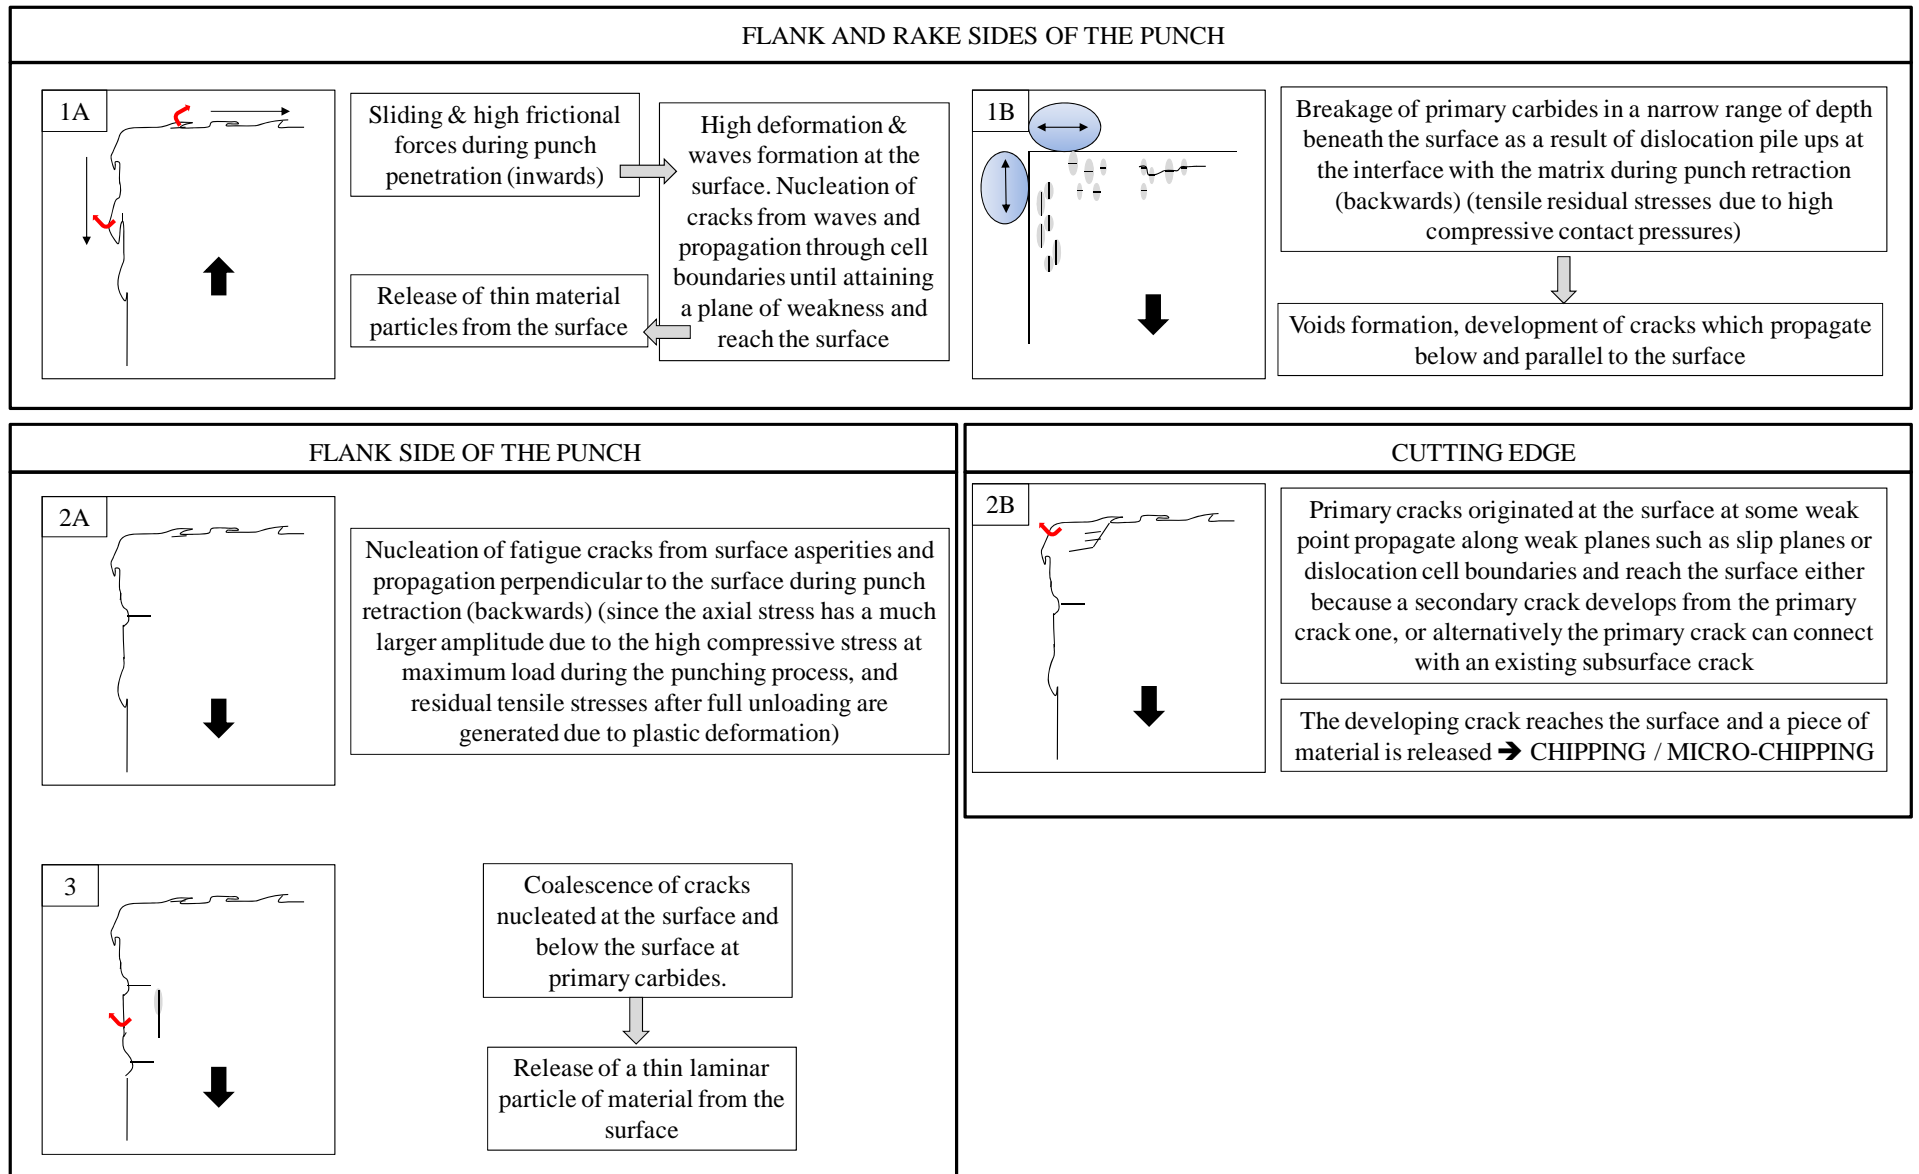 FLANK AND RAKE SIDES OF THE PUNCH
1A
Sliding & high frictional
forces during punch
penetration (inwards)
High deformation &
waves formation at the
surface. Nucleation of
cracks from waves and
propagation through cell
boundaries until attaining
a plane of weakness and
reach the surface
Release of thin material
particles from the surface
1B
Breakage of primary carbides in a narrow range of depth
beneath the surface as a result of dislocation pile ups at
the interface with the matrix during punch retraction
(backwards) (tensile residual stresses due to high
compressive contact pressures)
Voids formation, development of cracks which propagate
below and parallel to the surface
FLANK SIDE OF THE PUNCH
2A
Nucleation of fatigue cracks from surface asperities and
propagation perpendicular to the surface during punch
retraction (backwards) (since the axial stress has a much
larger amplitude due to the high compressive stress at
maximum load during the punching process, and
residual tensile stresses after full unloading are
generated due to plastic deformation)
3
Coalescence of cracks
nucleated at the surface and
below the surface at
primary carbides.
Release of a thin laminar
particle of material from the
surface
CUTTING EDGE
2B
Primary cracks originated at the surface at some weak
point propagate along weak planes such as slip planes or
dislocation cell boundaries and reach the surface either
because a secondary crack develops from the primary
crack one, or alternatively the primary crack can connect
with an existing subsurface crack
The developing crack reaches the surface and a piece of
material is released ➔ CHIPPING / MICRO-CHIPPING